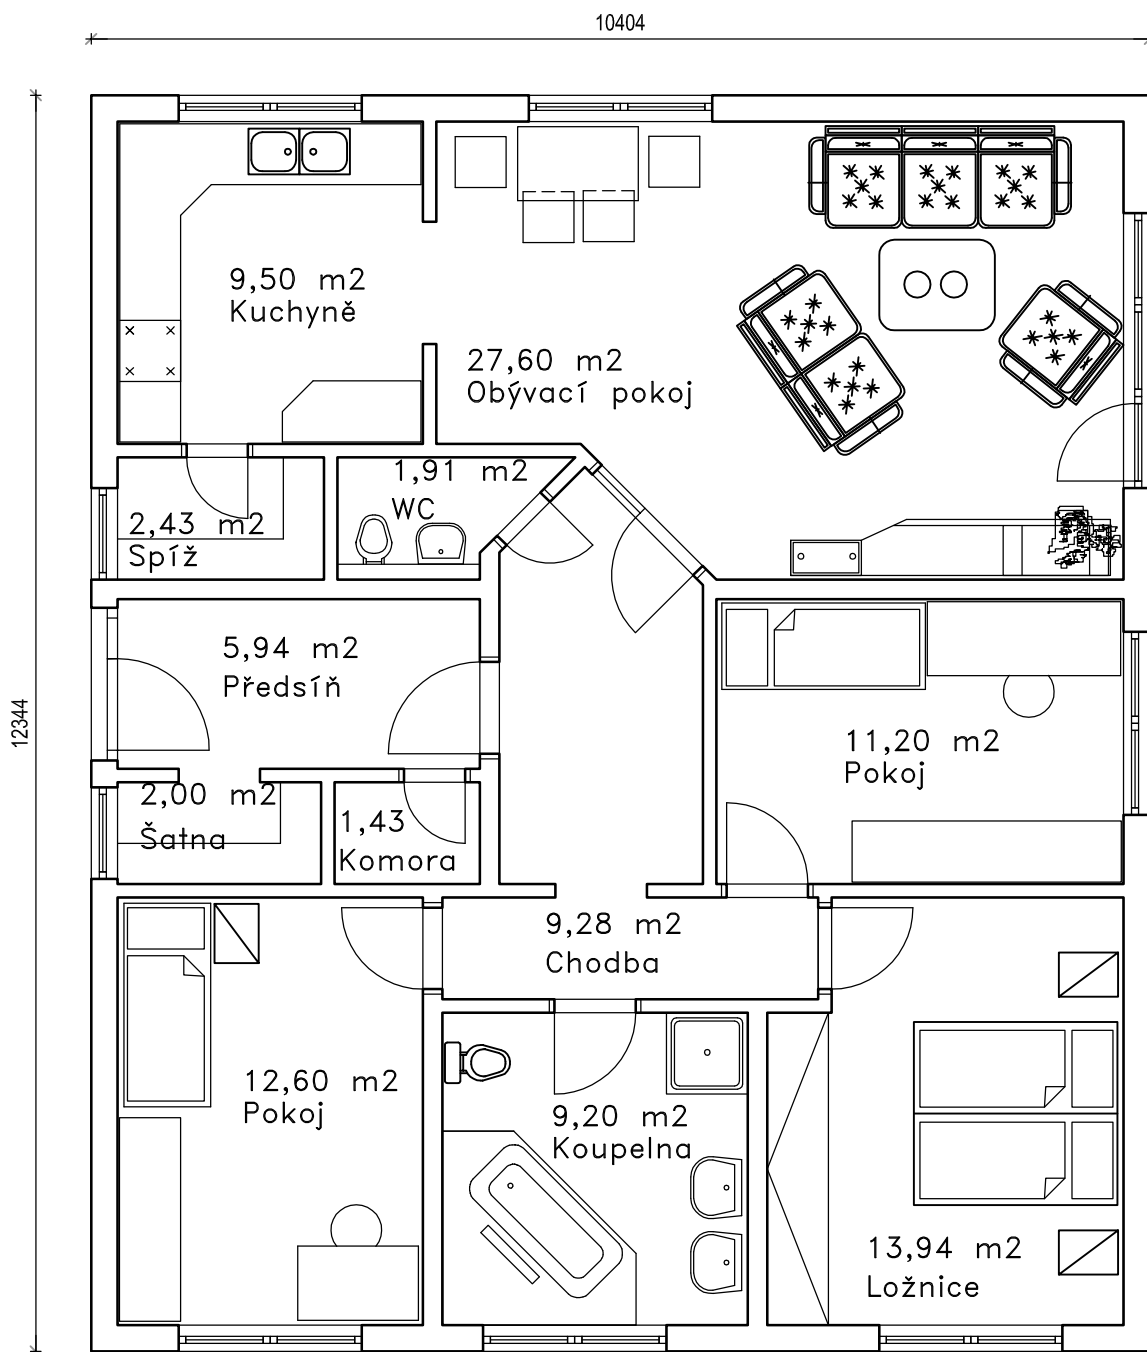 10404
12344
9,50 m2
Kuchyně
27,60 m2
Obývací pokoj
1,91 m2
WC
2,43 m2
Spíž
5,94 m2
Předsíň
11,20 m2
Pokoj
2,00 m2
Šatna
1,43
Komora
9,28 m2
Chodba
12,60 m2
Pokoj
9,20 m2
Koupelna
13,94 m2
Ložnice